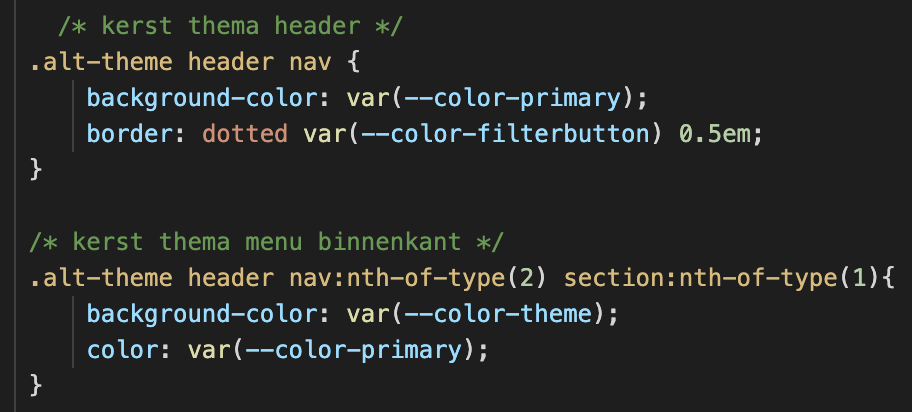 /* kerst thema header */
.alt-theme header nav {
background-color: var(--color-primary);
border: dotted var(--color-filterbutton) 0.5em;
}
/* kerst thema menu binnenkant */
.alt-theme header nav:nth-of-type(2) section:nth-of-type(1){
background-color: var(--color-theme);
color: var(--color-primary);
}